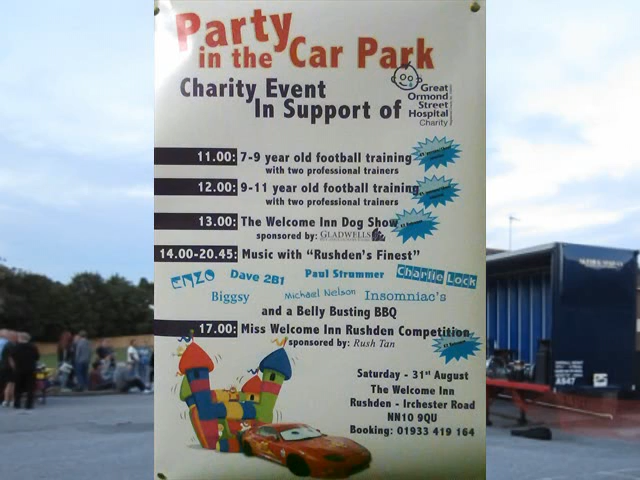 Party
in the Car Park
Charity Event
In Support of
Great
Ormond
Street
Hospital
Charity
11.00: 7-9 year old football training
with two professional trainers
12.00: 9-11 year old football training
with two professional trainers
13.00: The Welcome Inn Dog Show
sponsored by: GLADWELLS
14.00-20.45: Music with "Rushden's Finest"
ENZO Dave 2B1 Paul Strummer Charlie Lock
Biggsy Michael Nelson Insomniac's
and a Belly Busting BBQ
17.00: Miss Welcome Inn Rushden Competition
sponsored by: Rush Tan
Saturday - 31st August
The Welcome Inn
Rushden - Irchester Road
NN10 9QU
Booking: 01933 419 164
A547